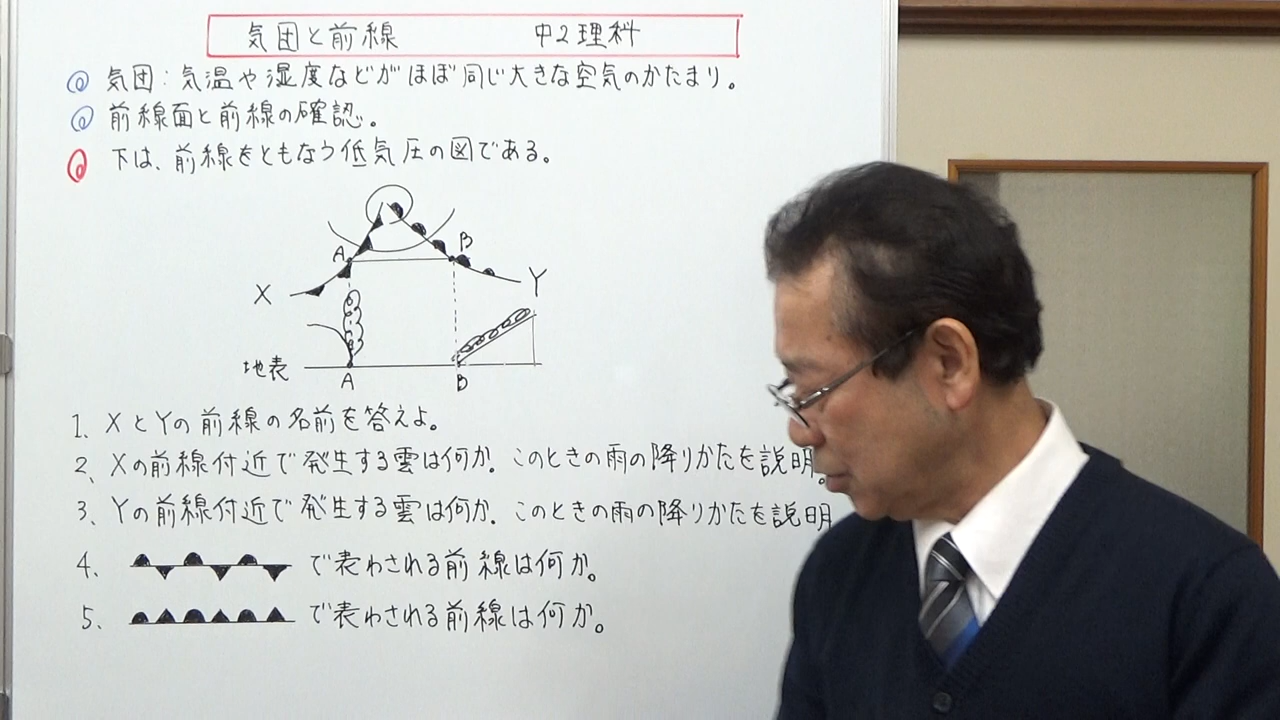 気団と前線 中2理科
◎ 気団:気温や湿度などがほぼ同じ大きな空気のかたまり。
◎ 前線面と前線の確認。
◎ 下は、前線をともなう低気圧の図である。
A B
X Y
地表
A B
1、XとYの前線の名前を答えよ。
2、Xの前線付近で発生する雲は何か。このときの雨の降りかたを説明。
3、Yの前線付近で発生する雲は何か。このときの雨の降りかたを説明
4、 で表わされる前線は何か。
5、 で表わされる前線は何か。